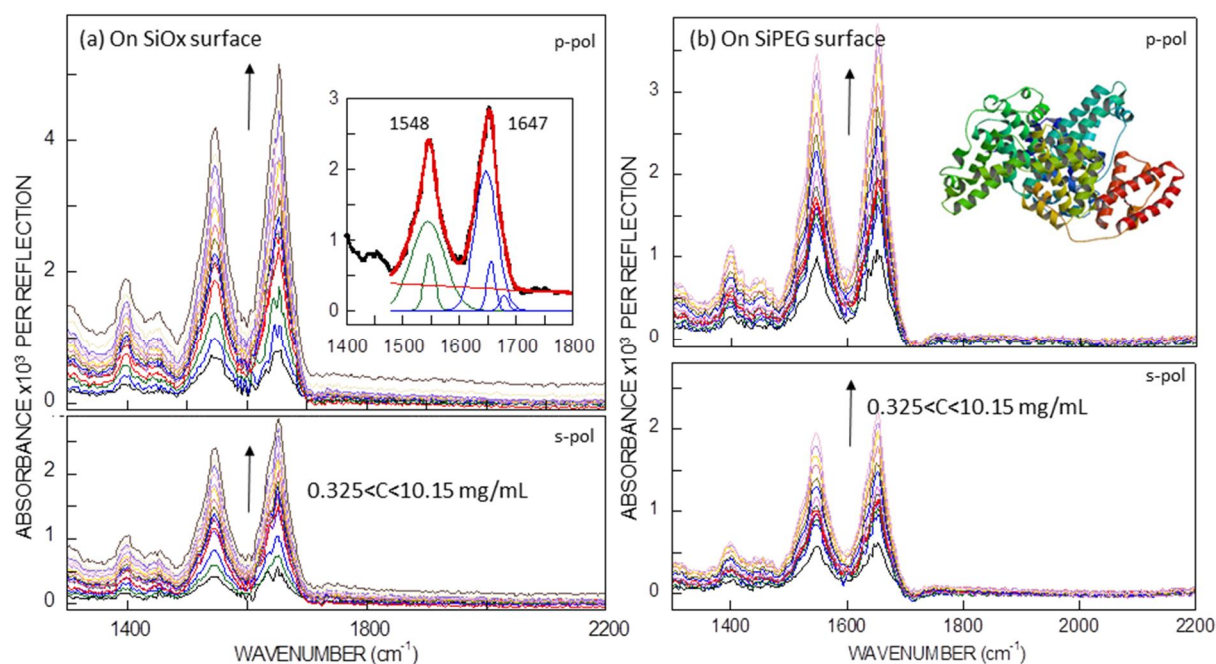 (a) On SiOx surface
p-pol
4
2
0
ABSORBANCE x10³ PER REFLECTION
3
2
1
0
1548
1647
1400 1500 1600 1700 1800
s-pol
2
1
0
0.325<C<10.15 mg/mL
1400 1800 2200
WAVENUMBER (cm⁻¹)
(b) On SiPEG surface
p-pol
3
2
1
0
ABSORBANCE x10³ PER REFLECTION
s-pol
2
1
0
0.325<C<10.15 mg/mL
1400 1600 1800 2000 2200
WAVENUMBER (cm⁻¹)